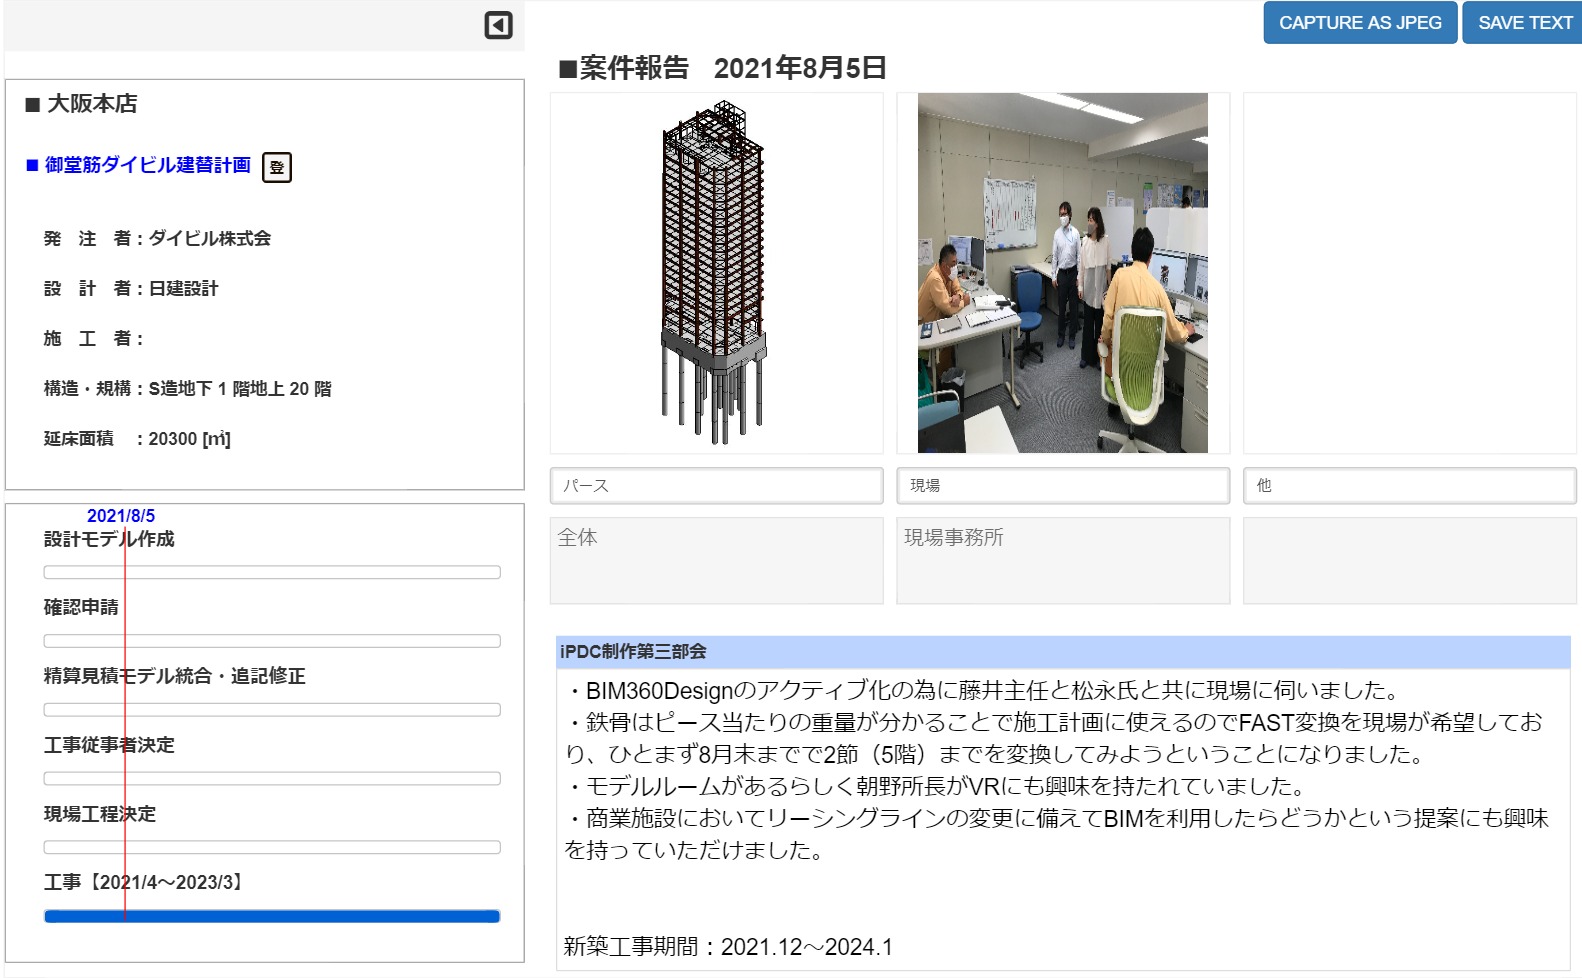 CAPTURE AS JPEG
SAVE TEXT
■ 大阪本店
■ 御堂筋ダイビル建替計画 登
発 注 者：ダイビル株式会
設 計 者：日建設計
施 工 者：
構造・規構：S造地下 1 階地上 20 階
延床面積 ：20300 [㎡]
2021/8/5
設計モデル作成
確認申請
精算見積モデル統合・追記修正
工事従事者決定
現場工程決定
工事【2021/4～2023/3】
■案件報告 2021年8月5日
パース
現場
他
全体
現場事務所
iPDC制作第三部会
・BIM360Designのアクティブ化の為に藤井主任と松永氏と共に現場に伺いました。
・鉄骨はピース当たりの重量が分かることで施工計画に使えるのでFAST変換を現場が希望してお
り、ひとまず8月末までで2節（5階）までを変換してみようということになりました。
・モデルルームがあるらしく朝野所長がVRにも興味を持たれていました。
・商業施設においてリーシングラインの変更に備えてBIMを利用したらどうかという提案にも興味
を持っていただけました。
新築工事期間：2021.12～2024.1